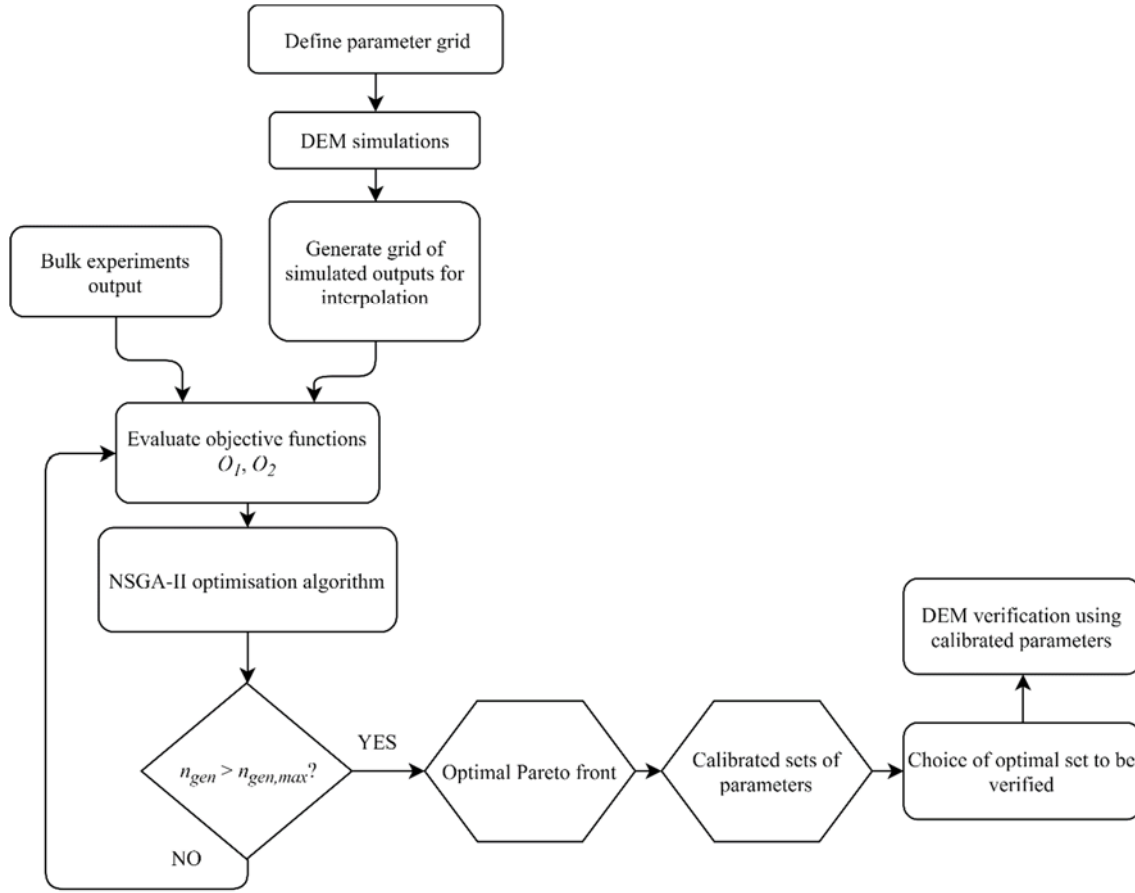 Define parameter grid
DEM simulations
Generate grid of
simulated outputs for
interpolation
Bulk experiments
output
Evaluate objective functions
O1, O2
NSGA-II optimisation algorithm
ngen > ngen,max?
YES
NO
Optimal Pareto front
Calibrated sets of
parameters
Choice of optimal set to be
verified
DEM verification using
calibrated parameters